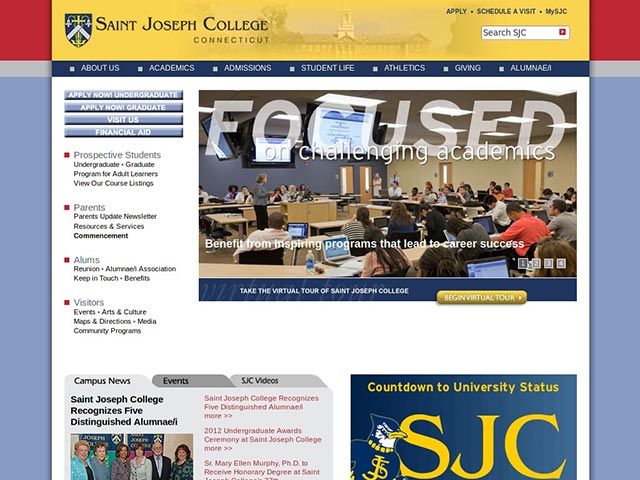 SAINT JOSEPH COLLEGE
CONNECTICUT
APPLY • SCHEDULE A VISIT • MySJC
Search SJC
ABOUT US
ACADEMICS
ADMISSIONS
STUDENT LIFE
ATHLETICS
GIVING
ALUMNAE/I
APPLY NOW! UNDERGRADUATE
APPLY NOW! GRADUATE
VISIT US
FINANCIAL AID
Prospective Students
Undergraduate • Graduate
Program for Adult Learners
View Our Course Listings
Parents
Parents Update Newsletter
Resources & Services
Commencement
Alums
Reunion • Alumnae/i Association
Keep in Touch • Benefits
Visitors
Events • Arts & Culture
Maps & Directions • Media
Community Programs
FOCUSED
on challenging academics
Benefit from inspiring programs that lead to career success
1 2 3 4
virtual tour
TAKE THE VIRTUAL TOUR OF SAINT JOSEPH COLLEGE
BEGIN VIRTUAL TOUR
Campus News
Events
SJC Videos
Saint Joseph College
Recognizes Five
Distinguished Alumnae/i
Saint Joseph College Recognizes
Five Distinguished Alumnae/i
more >>
2012 Undergraduate Awards
Ceremony at Saint Joseph College
more >>
Sr. Mary Ellen Murphy, Ph.D. to
Receive Honorary Degree at Saint
Joseph College's 77th
Countdown to University Status
SJC